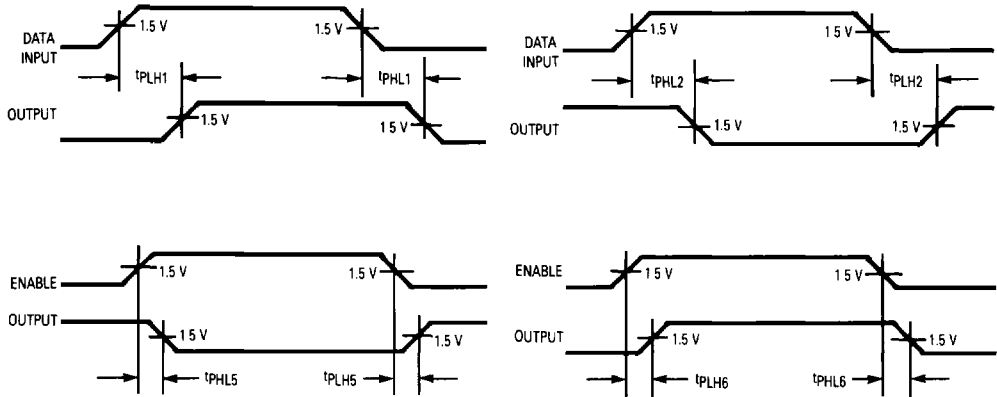 DATA
INPUT
1.5 V
1.5 V
tPLH1
tPHL1
OUTPUT
1.5 V
1.5 V
DATA
INPUT
1.5 V
1 5 V
tPHL2
tPLH2
OUTPUT
1.5 V
1.5 V
ENABLE
1.5 V
1.5 V
OUTPUT
1 5 V
1.5 V
tPHL5
tPLH5
ENABLE
1 5 V
1 5 V
OUTPUT
1.5 V
1.5 V
tPLH6
tPHL6